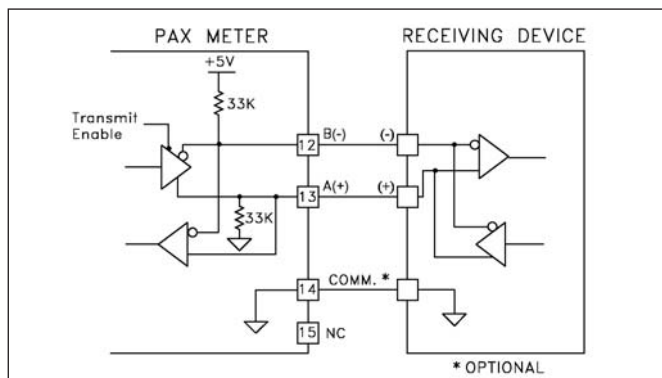 PAX METER
RECEIVING DEVICE
+5V
33K
Transmit
Enable
12
B(-)
(-)
13
A(+)
(+)
33K
14
COMM. *
15
NC
* OPTIONAL